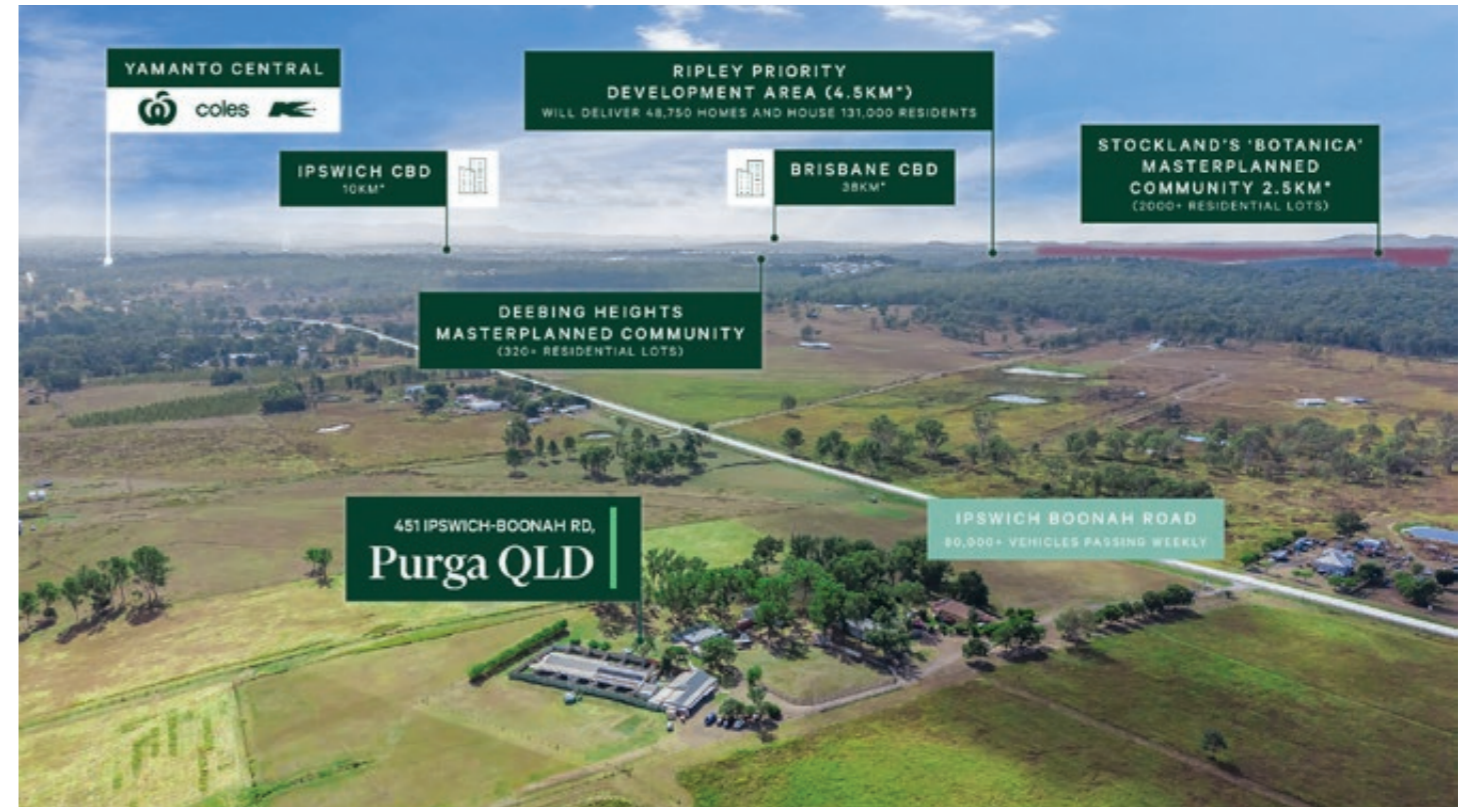 YAMANTO CENTRAL
coles
RIPLEY PRIORITY
DEVELOPMENT AREA (4.5KM*)
WILL DELIVER 48,750 HOMES AND HOUSE 131,000 RESIDENTS
IPSWICH CBD
10KM*
BRISBANE CBD
38KM*
STOCKLAND'S 'BOTANICA'
MASTERPLANNED
COMMUNITY 2.5KM*
(2000+ RESIDENTIAL LOTS)
DEEBING HEIGHTS
MASTERPLANNED COMMUNITY
(320+ RESIDENTIAL LOTS)
451 IPSWICH-BOONAH RD,
Purga QLD
IPSWICH BOONAH ROAD
80,000+ VEHICLES PASSING WEEKLY